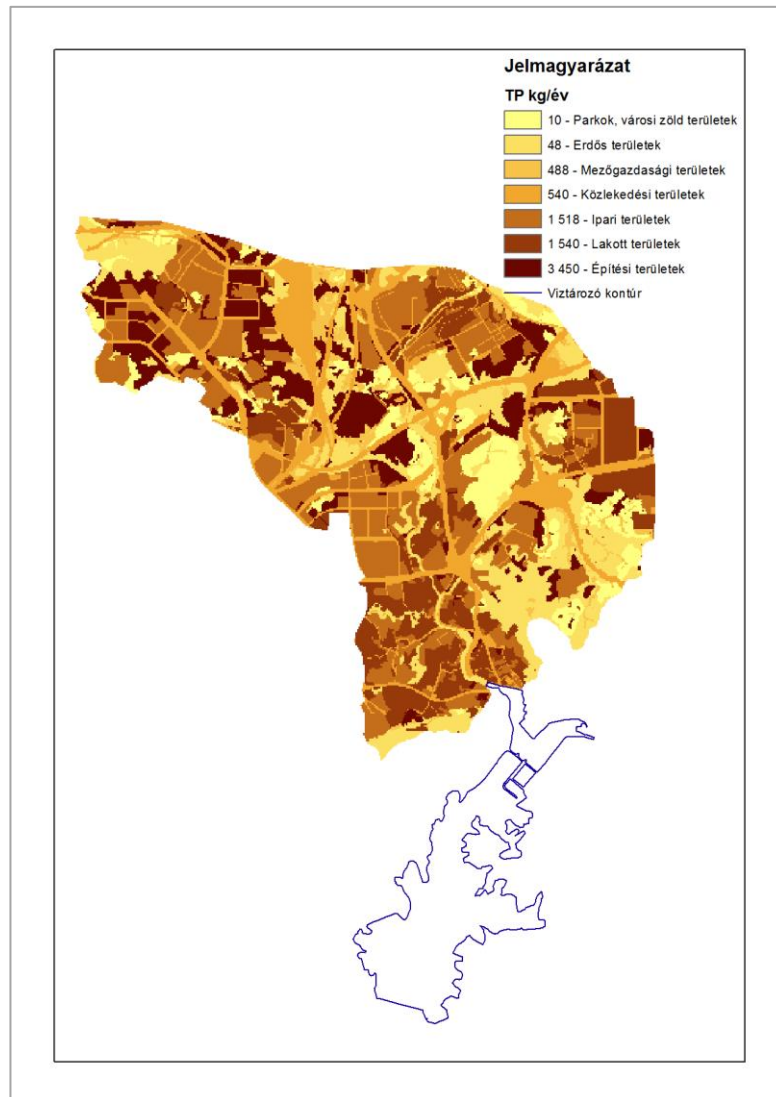 Jelmagyarázat
TP kg/év
10 - Parkok, városi zöld területek
48 - Erdős területek
488 - Mezőgazdasági területek
540 - Közlekedési területek
1 518 - Ipari területek
1 540 - Lakott területek
3 450 - Építési területek
Viztározó kontúr